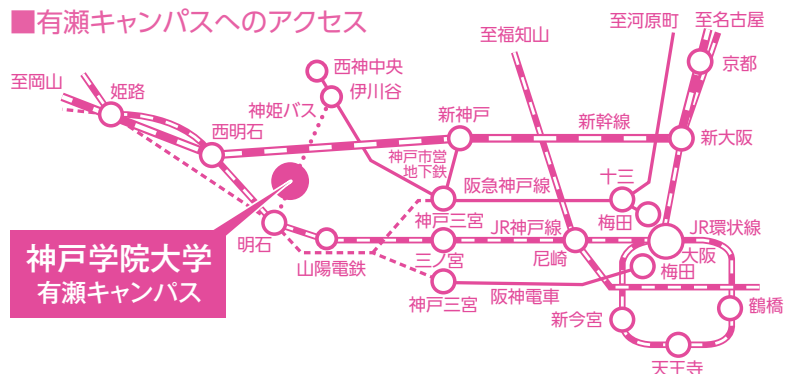 ■有瀬キャンパスへのアクセス
至河原町
至名古屋
至福知山
京都
西神中央
至岡山
姫路
伊川谷
神姫バス
新神戸
新幹線
西明石
新大阪
神戸市営
地下鉄
阪急神戸線
十三
神戸三宮
梅田
明石
JR神戸線
JR環状線
神戸学院大学
有瀬キャンパス
山陽電鉄
三ノ宮
尼崎
大阪
梅田
神戸三宮
阪神電車
新今宮
鶴橋
天王寺